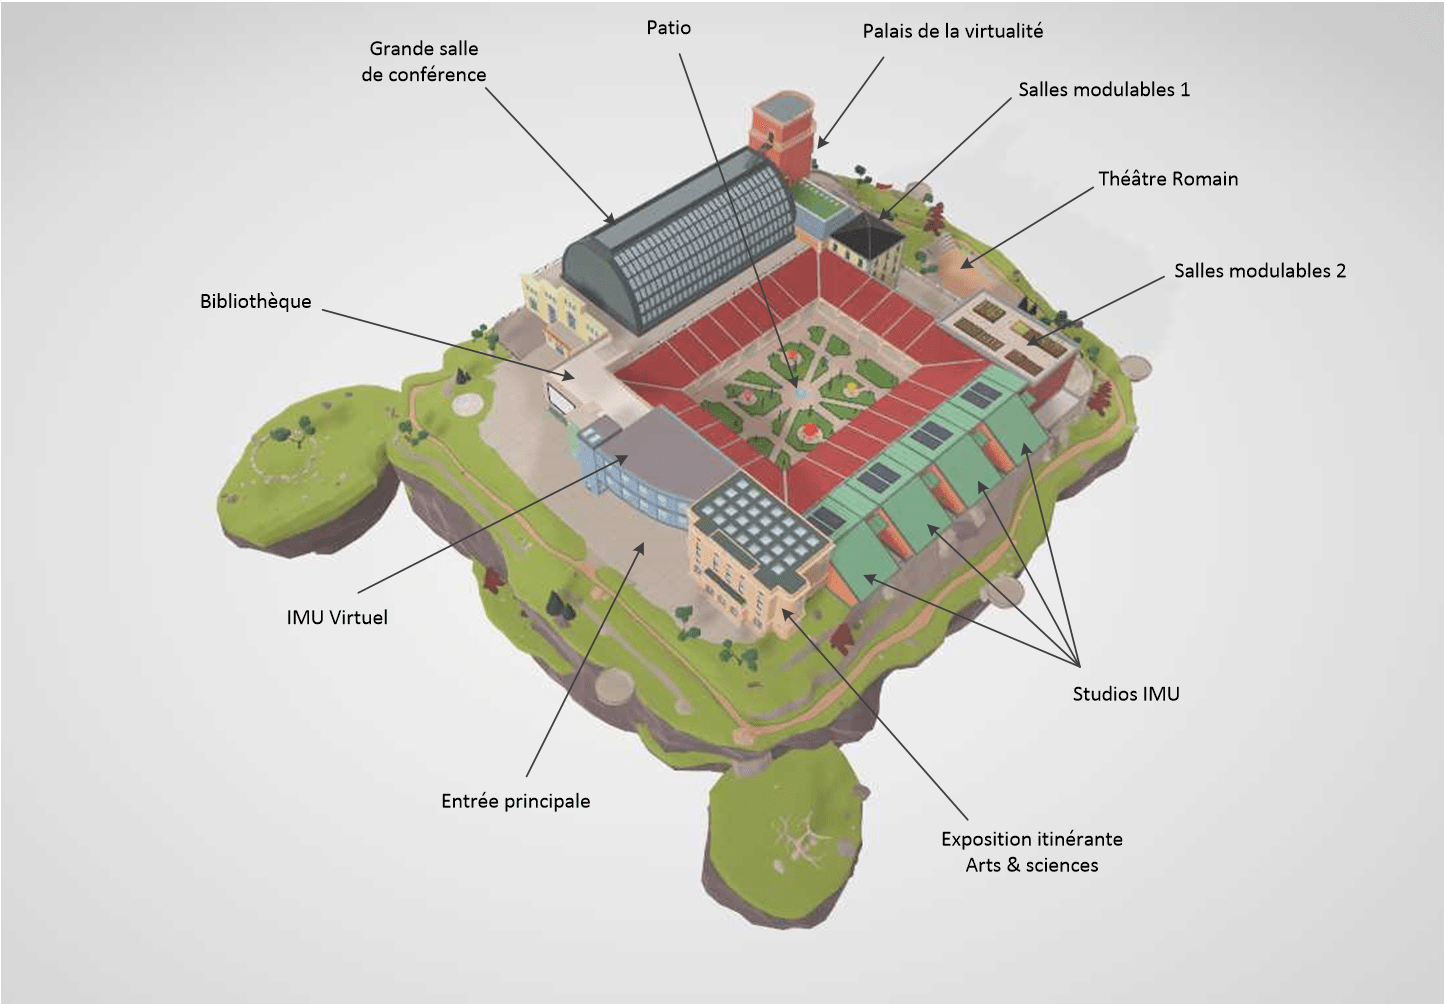 Patio
Palais de la virtualité
Grande salle
de conférence
Salles modulables 1
Théâtre Romain
Salles modulables 2
Bibliothèque
IMU Virtuel
Studios IMU
Entrée principale
Exposition itinérante
Arts & sciences